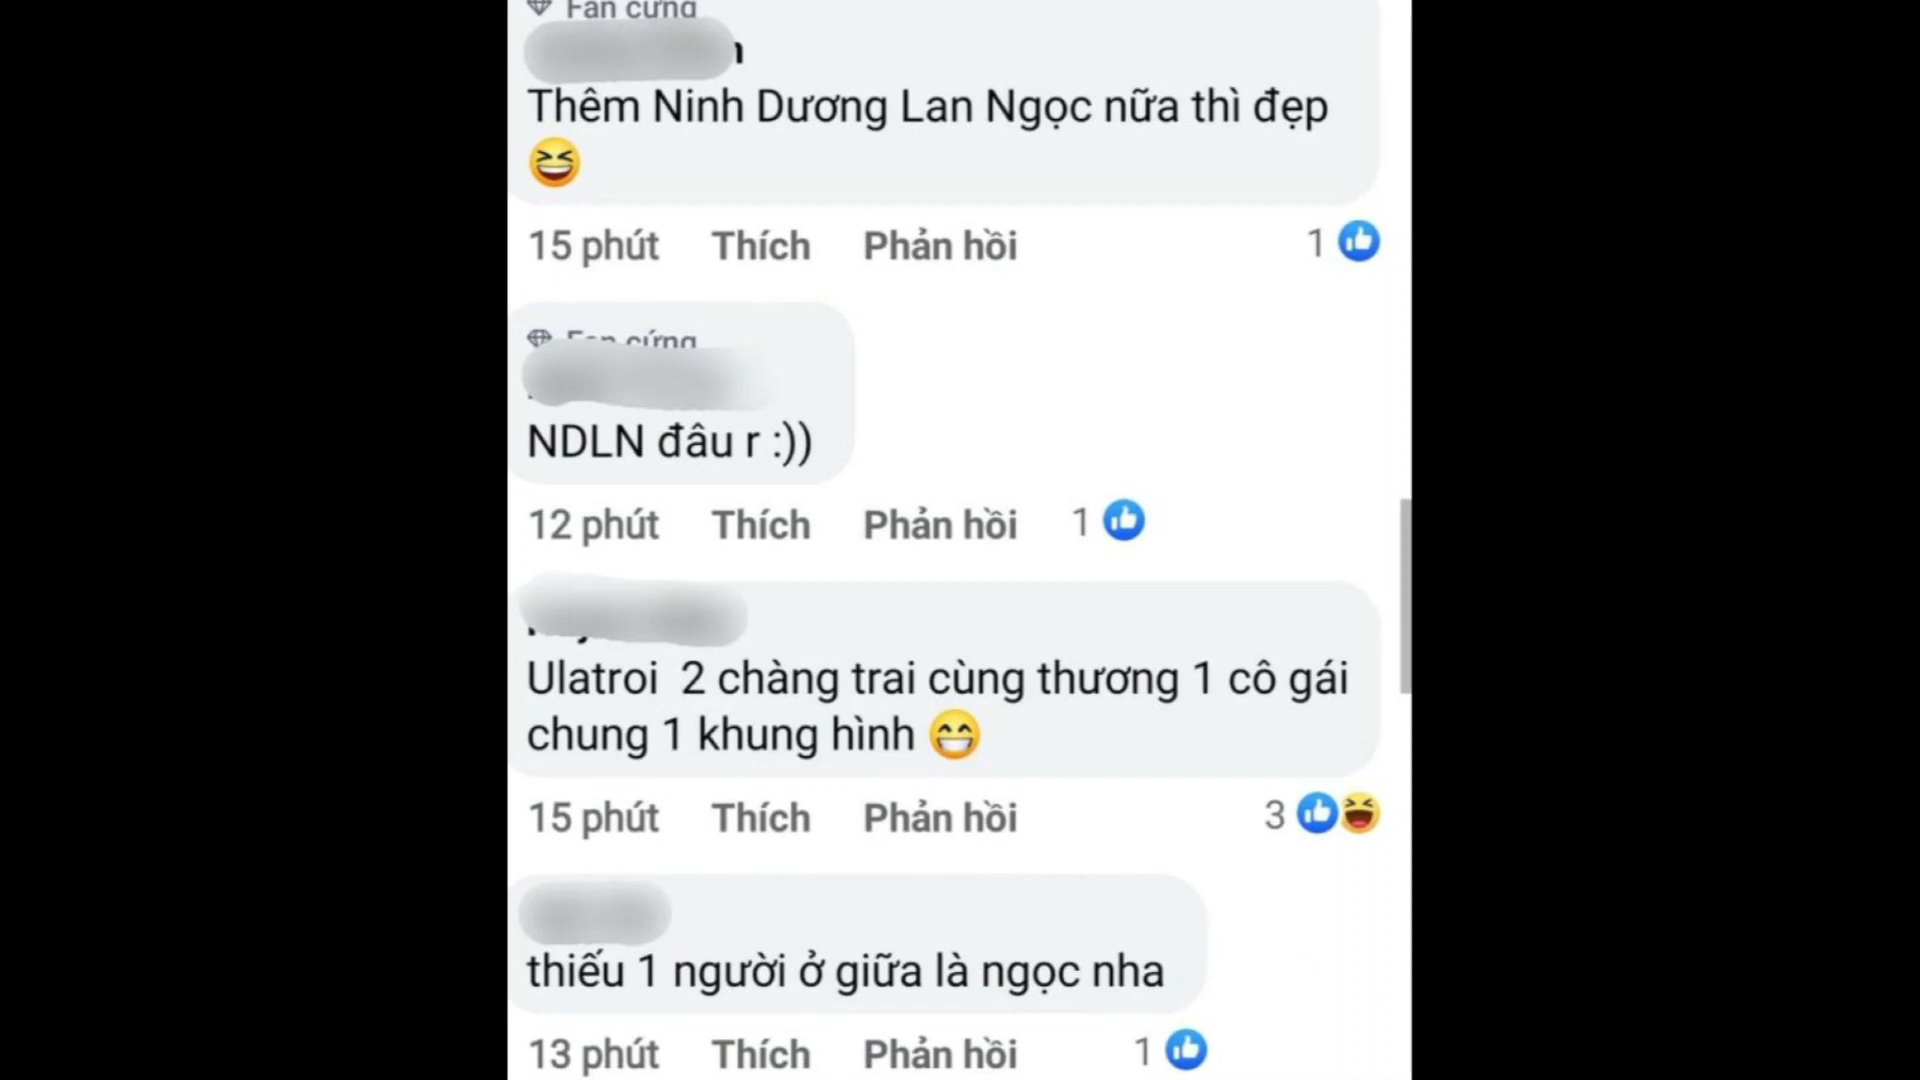 Fan cứng
Thêm Ninh Dương Lan Ngọc nữa thì đẹp
15 phút Thích Phản hồi 1
Fan cứng
NDLN đâu r :))
12 phút Thích Phản hồi 1
Ulatroi 2 chàng trai cùng thương 1 cô gái
chung 1 khung hình
15 phút Thích Phản hồi 3
thiếu 1 người ở giữa là ngọc nha
13 phút Thích Phản hồi 1